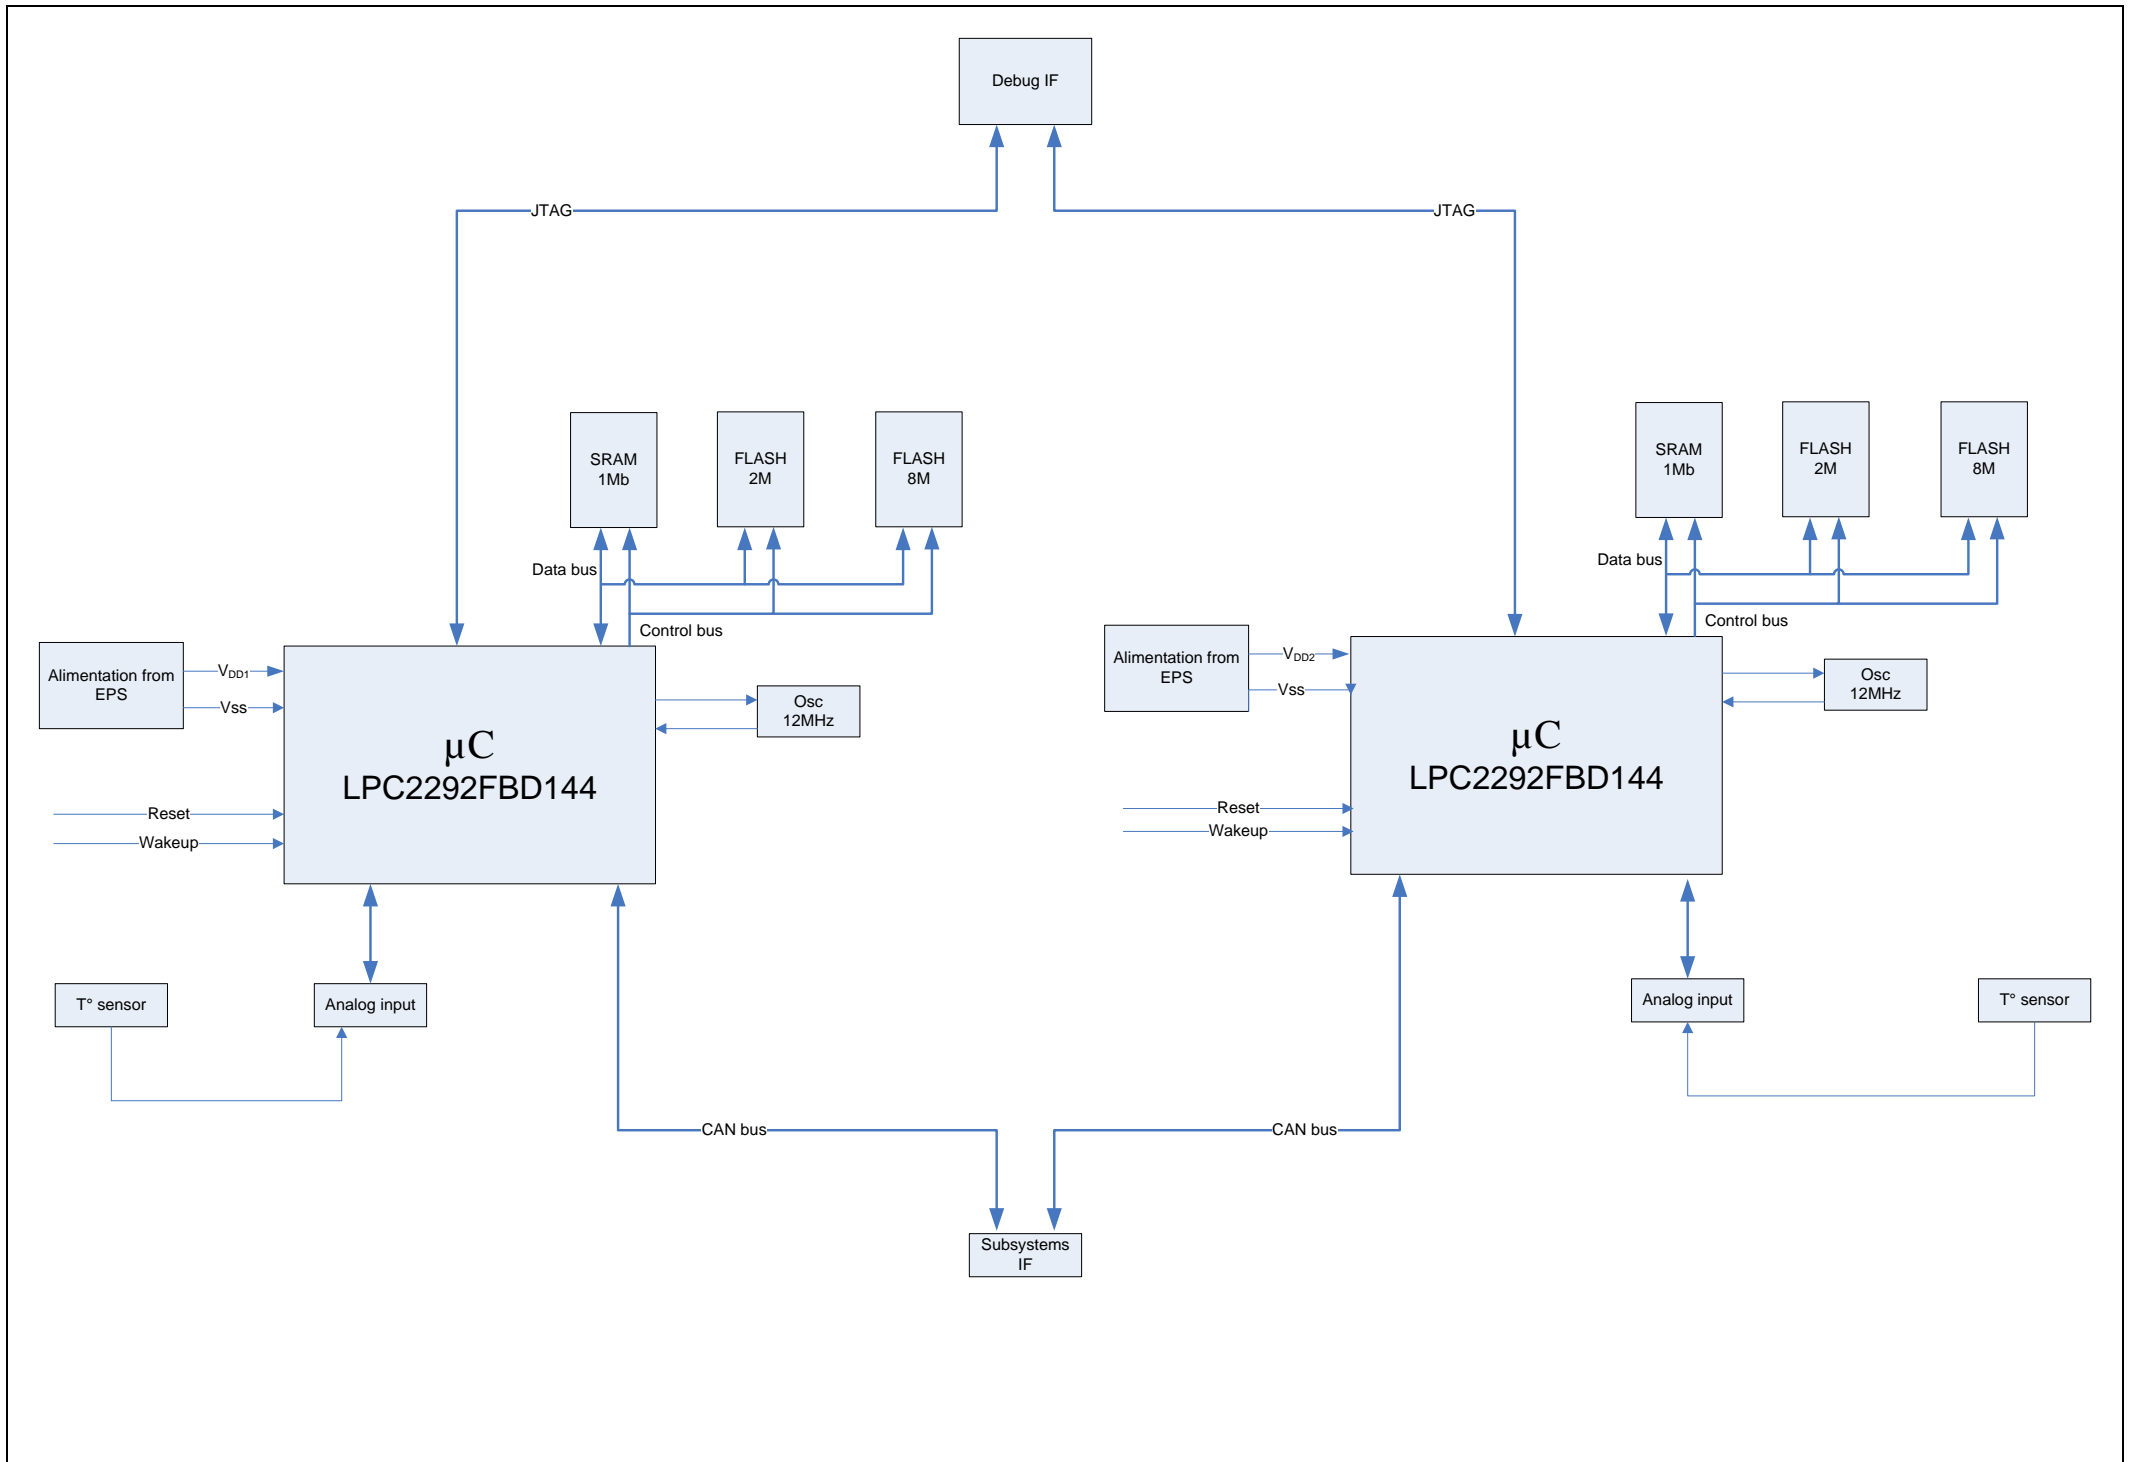 Debug IF
JTAG
JTAG
SRAM
1Mb
FLASH
2M
FLASH
8M
Data bus
Control bus
Alimentation from
EPS
VDD1
Vss
Osc
12MHz
µC
LPC2292FBD144
Reset
Wakeup
T° sensor
Analog input
CAN bus
SRAM
1Mb
FLASH
2M
FLASH
8M
Data bus
Control bus
Alimentation from
EPS
VDD2
Vss
Osc
12MHz
µC
LPC2292FBD144
Reset
Wakeup
Analog input
T° sensor
CAN bus
Subsystems
IF